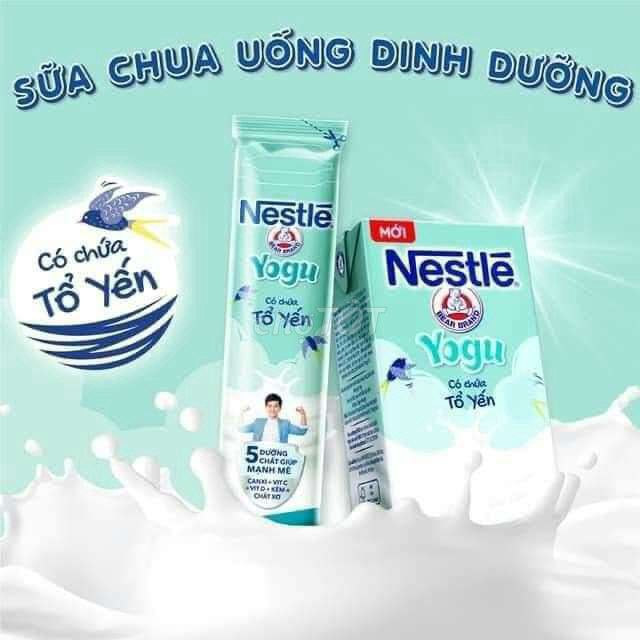 SỮA CHUA UỐNG DINH DƯỠNG
Có chứa
Tổ Yến
Nestlé
BEAR BRAND
Yogu
Có chứa
Tổ Yến
5 DƯỠNG
CHẤT GIÚP
MẠNH MẼ
CANXI + VIT C
+ VIT D + KẼM +
CHẤT XƠ
MỚI
Nestlé
BEAR BRAND
Yogu
Có chứa
Tổ Yến